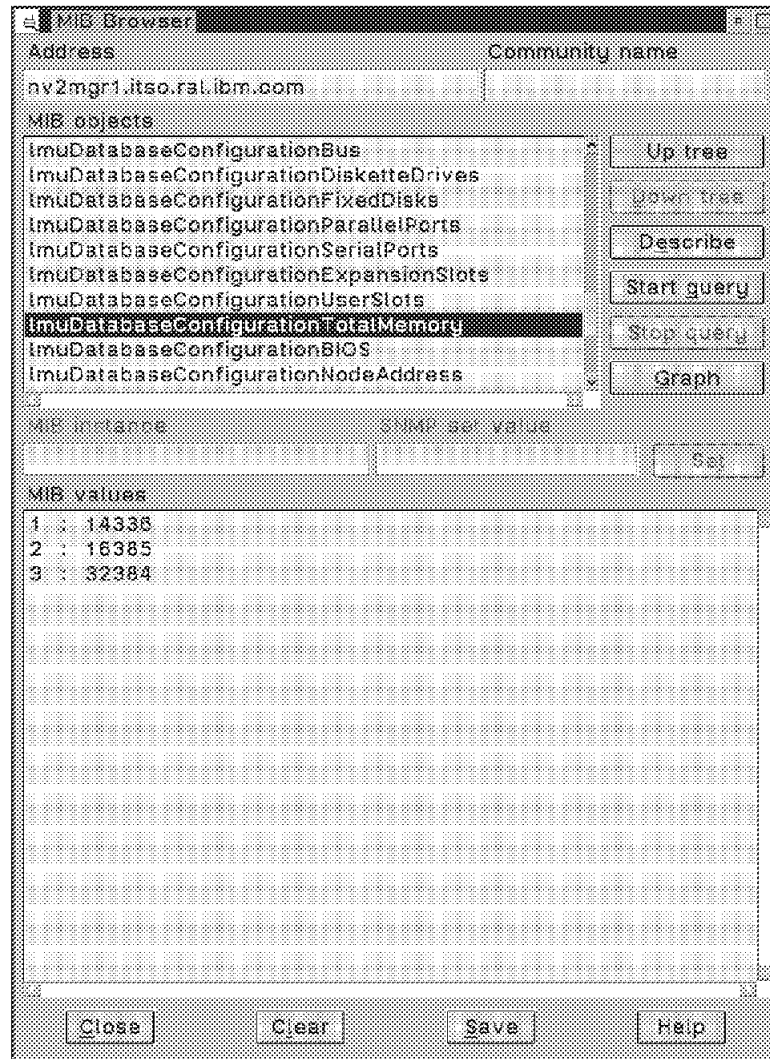 MIB Browser
Address Community name
nv2mgr1.itso.ral.ibm.com
MIB objects
lmuDatabaseConfigurationBus
lmuDatabaseConfigurationDisketteDrives
lmuDatabaseConfigurationFixedDisks
lmuDatabaseConfigurationParallelPorts
lmuDatabaseConfigurationSerialPorts
lmuDatabaseConfigurationExpansionSlots
lmuDatabaseConfigurationUserSlots
lmuDatabaseConfigurationTotalMemory
lmuDatabaseConfigurationBIOS
lmuDatabaseConfigurationNodeAddress
Up tree
Down tree
Describe
Start query
Stop query
Graph
MIB instance SNMP set value
Set
MIB values
1 : 14336
2 : 16385
3 : 32384
Close Clear Save Help